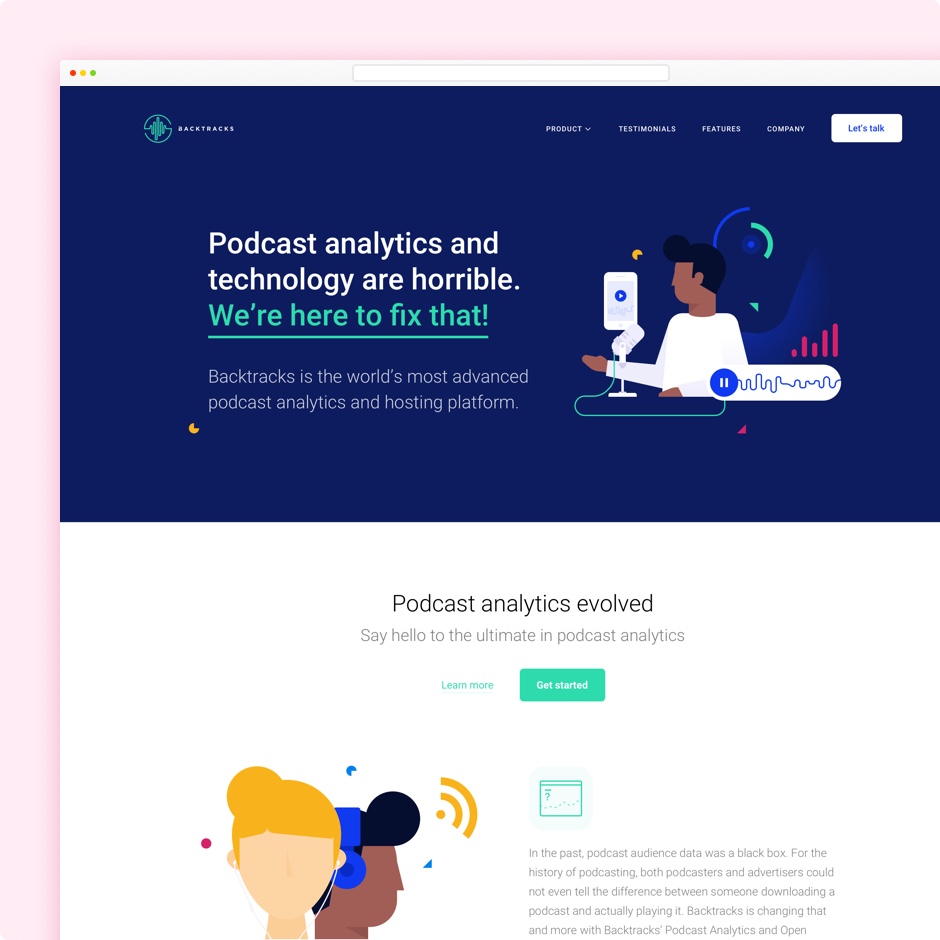 BACKTRACKS
PRODUCT
TESTIMONIALS
FEATURES
COMPANY
Let's talk
Podcast analytics and
technology are horrible.
We’re here to fix that!
Backtracks is the world’s most advanced
podcast analytics and hosting platform.
Podcast analytics evolved
Say hello to the ultimate in podcast analytics
Learn more
Get started
?
In the past, podcast audience data was a black box. For the
history of podcasting, both podcasters and advertisers could
not even tell the difference between someone downloading a
podcast and actually playing it. Backtracks is changing that
and more with Backtracks’ Podcast Analytics and Open